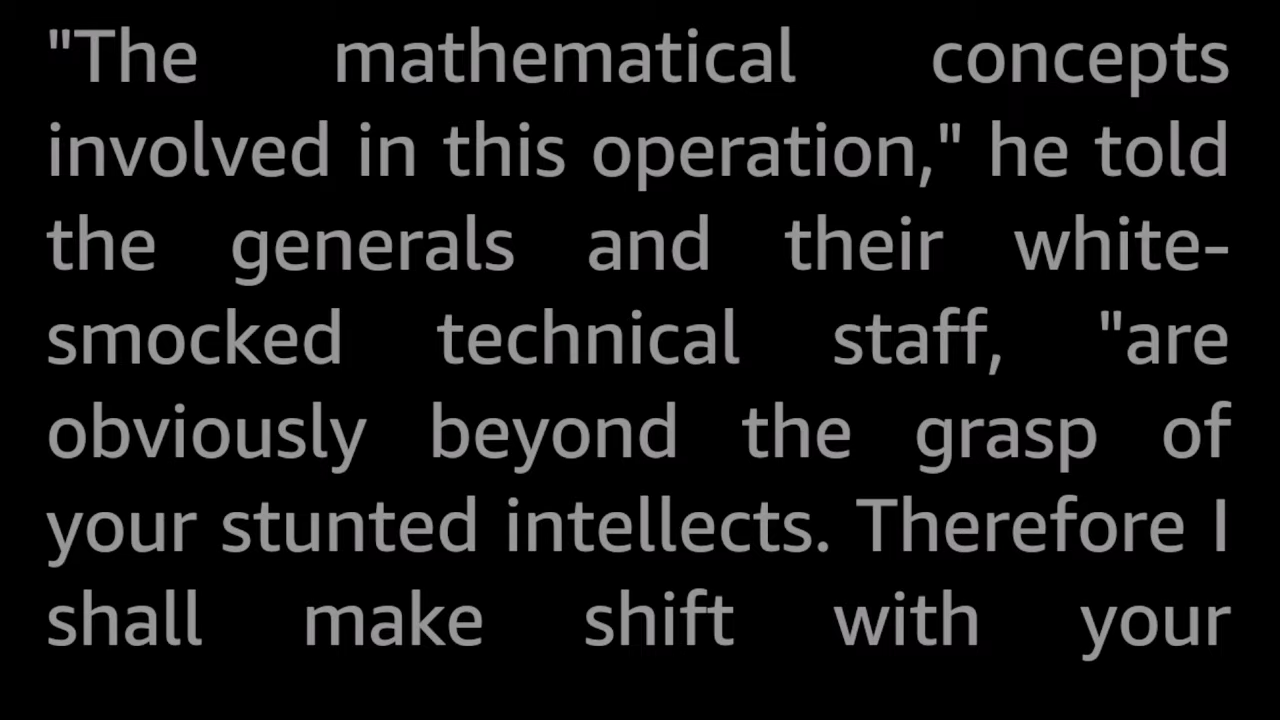 "The mathematical concepts
involved in this operation," he told
the generals and their white-
smocked technical staff, "are
obviously beyond the grasp of
your stunted intellects. Therefore I
shall make shift with your